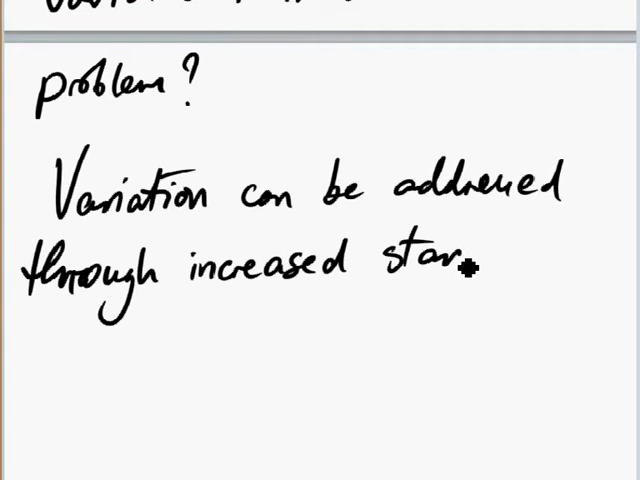 problem?
Variation can be addressed
through increased star